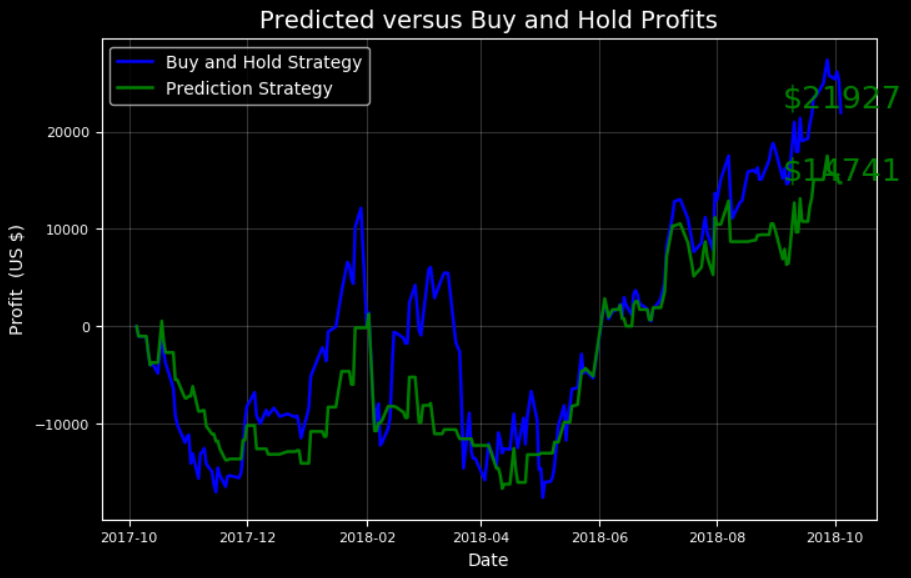 Predicted versus Buy and Hold Profits
Buy and Hold Strategy
Prediction Strategy
$21927
$14741
Profit (US $)
20000
10000
0
−10000
2017-10
2017-12
2018-02
2018-04
2018-06
2018-08
2018-10
Date